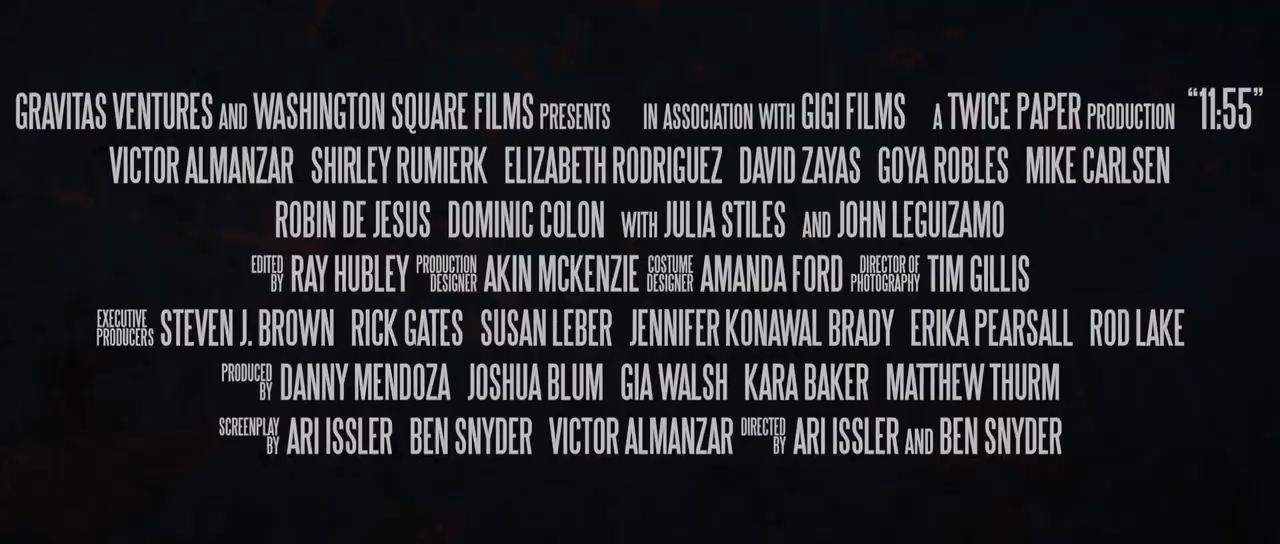 GRAVITAS VENTURES AND WASHINGTON SQUARE FILMS PRESENTS IN ASSOCIATION WITH GIGI FILMS A TWICE PAPER PRODUCTION “11:55”
VICTOR ALMANZAR SHIRLEY RUMIERK ELIZABETH RODRIGUEZ DAVID ZAYAS GOYA ROBLES MIKE CARLSEN
ROBIN DE JESUS DOMINIC COLON WITH JULIA STILES AND JOHN LEGUIZAMO
EDITED BY RAY HUBLEY PRODUCTION DESIGNER AKIN MCKENZIE COSTUME DESIGNER AMANDA FORD DIRECTOR OF PHOTOGRAPHY TIM GILLIS
EXECUTIVE PRODUCERS STEVEN J. BROWN RICK GATES SUSAN LEBER JENNIFER KONAWAL BRADY ERIKA PEARSALL ROD LAKE
PRODUCED BY DANNY MENDOZA JOSHUA BLUM GIA WALSH KARA BAKER MATTHEW THURM
SCREENPLAY BY ARI ISSLER BEN SNYDER VICTOR ALMANZAR DIRECTED BY ARI ISSLER AND BEN SNYDER